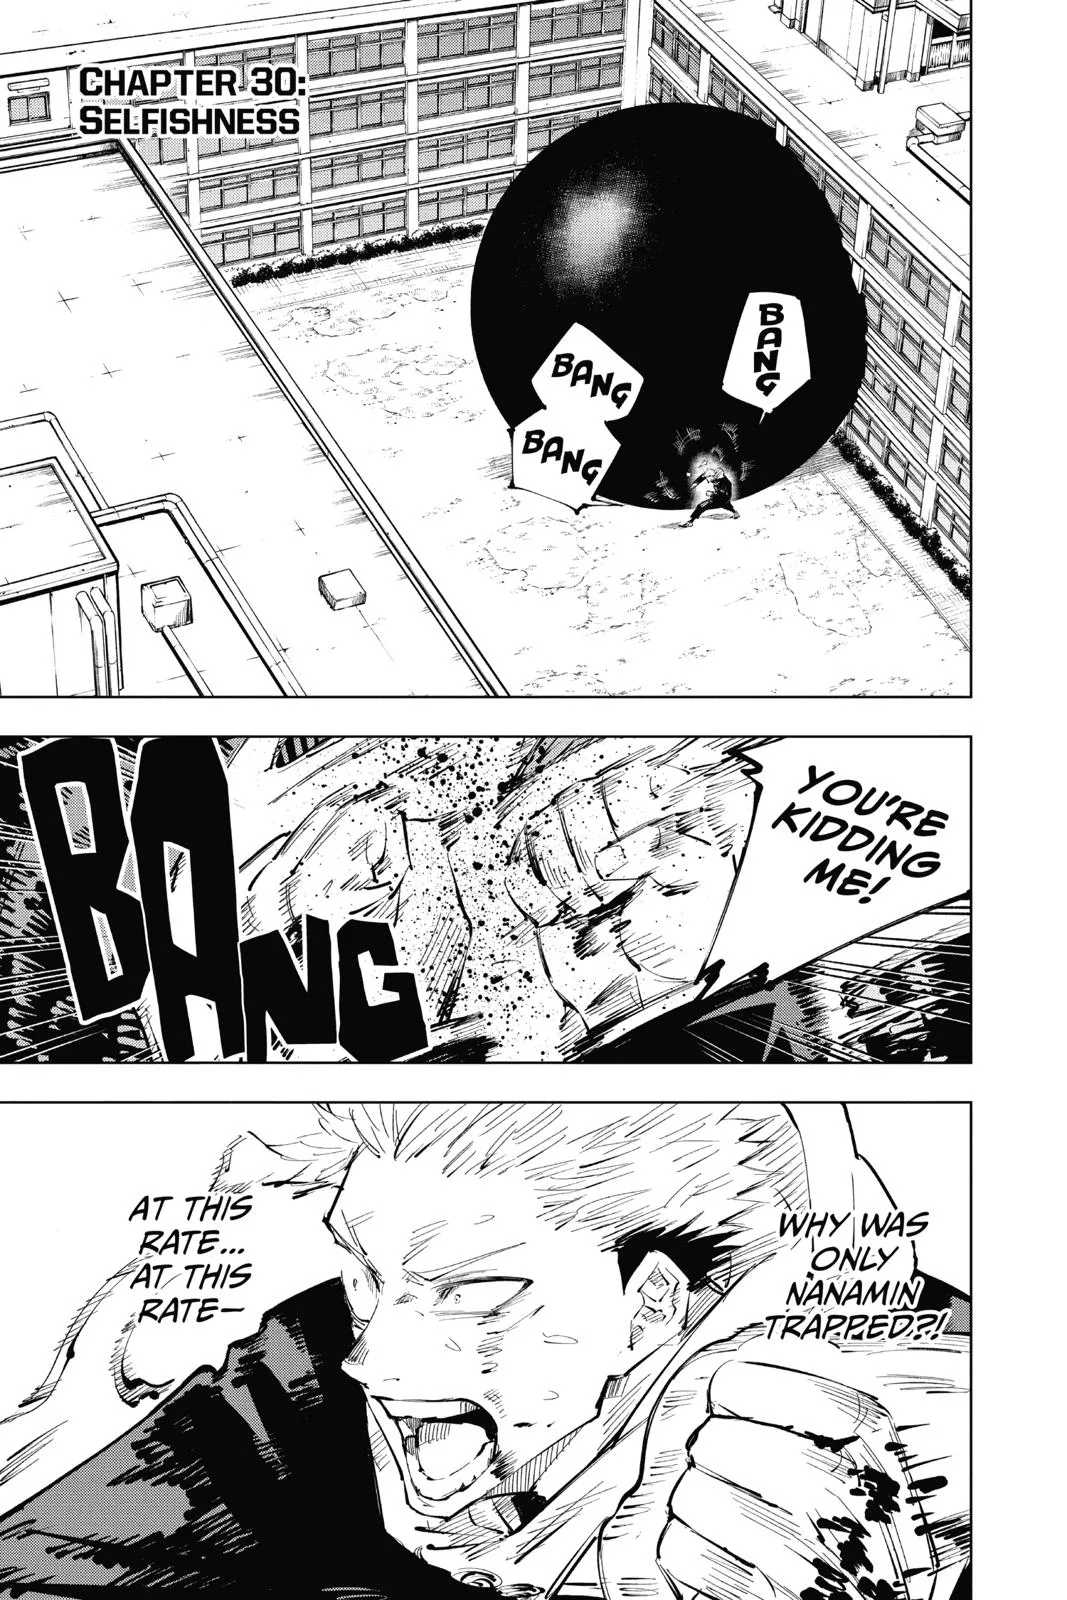 CHAPTER 30:
SELFISHNESS
BANG
BANG
BANG
YOU'RE
KIDDING
ME!
BANG
WHY WAS
ONLY
NANAMIN
TRAPPED?!
AT THIS
RATE...
AT THIS
RATE—